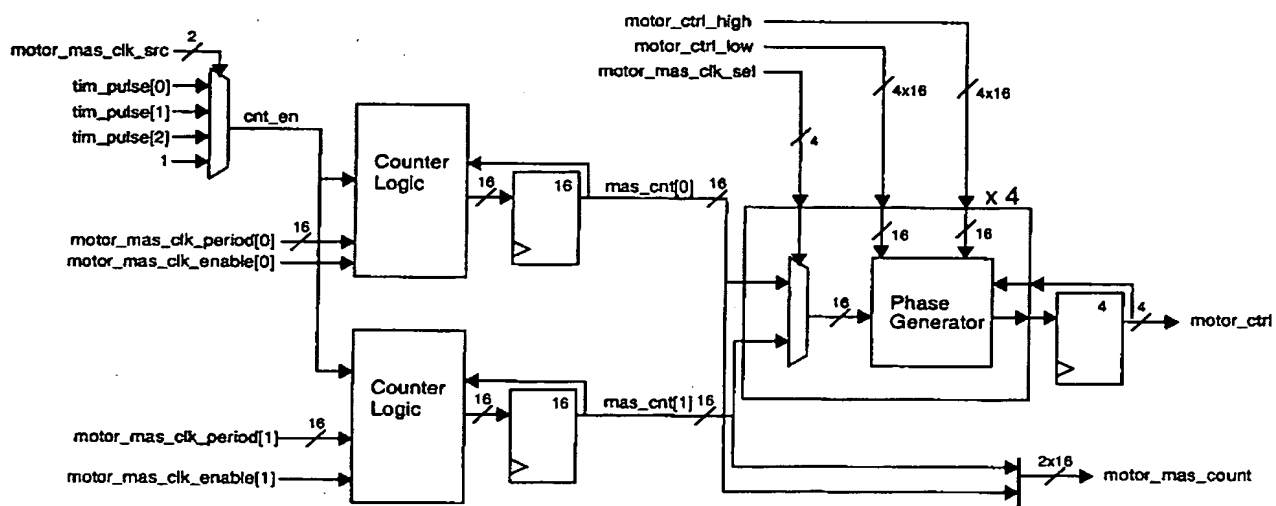 motor_ctrl_high
motor_ctrl_low
motor_mas_clk_sel
motor_mas_clk_src
2
tim_pulse[0]
tim_pulse[1]
tim_pulse[2]
1
cnt_en
4x16
4x16
4
Counter
Logic
16
16
mas_cnt[0]
16
x 4
motor_mas_clk_period[0]
16
motor_mas_clk_enable[0]
16
16
16
Phase
Generator
4
4
motor_ctrl
Counter
Logic
16
16
mas_cnt[1]
16
motor_mas_clk_period[1]
16
motor_mas_clk_enable[1]
2x16
motor_mas_count